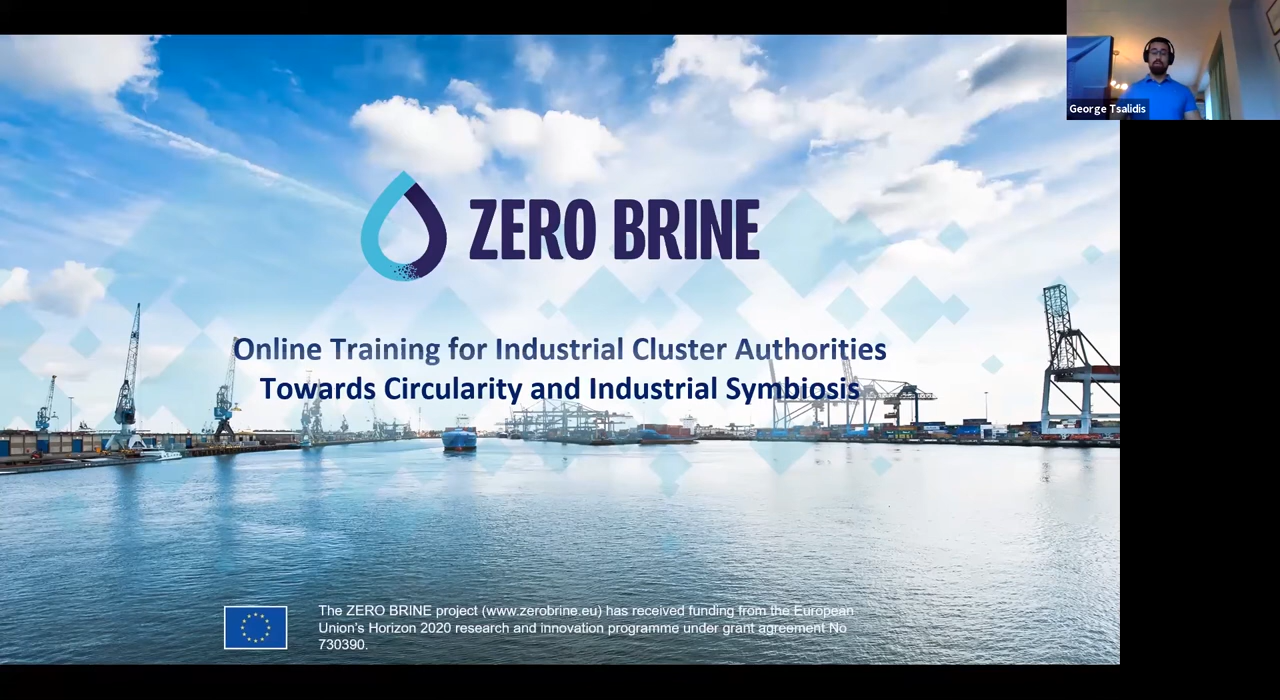 George Tsalidis
ZERO BRINE
Online Training for Industrial Cluster Authorities
Towards Circularity and Industrial Symbiosis
The ZERO BRINE project (www.zerobrine.eu) has received funding from the European
Union's Horizon 2020 research and innovation programme under grant agreement No
730390.